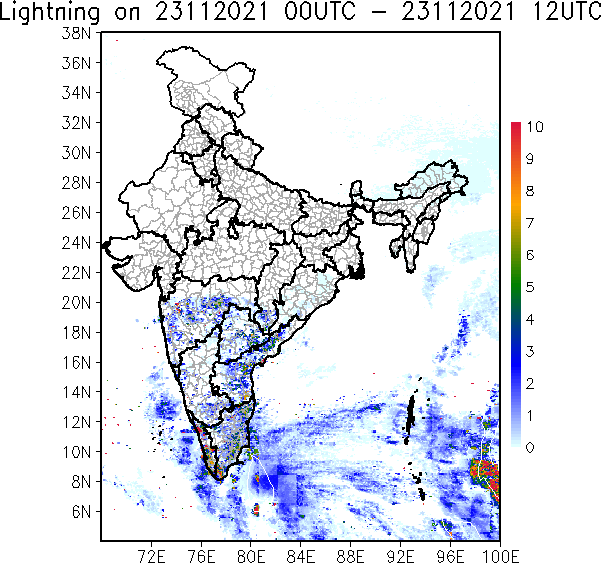 Lightning on 23112021 00UTC – 23112021 12UTC
38N
36N
34N
32N
30N
28N
26N
24N
22N
20N
18N
16N
14N
12N
10N
8N
6N
72E 76E 80E 84E 88E 92E 96E 100E
10
9
8
7
6
5
4
3
2
1
0